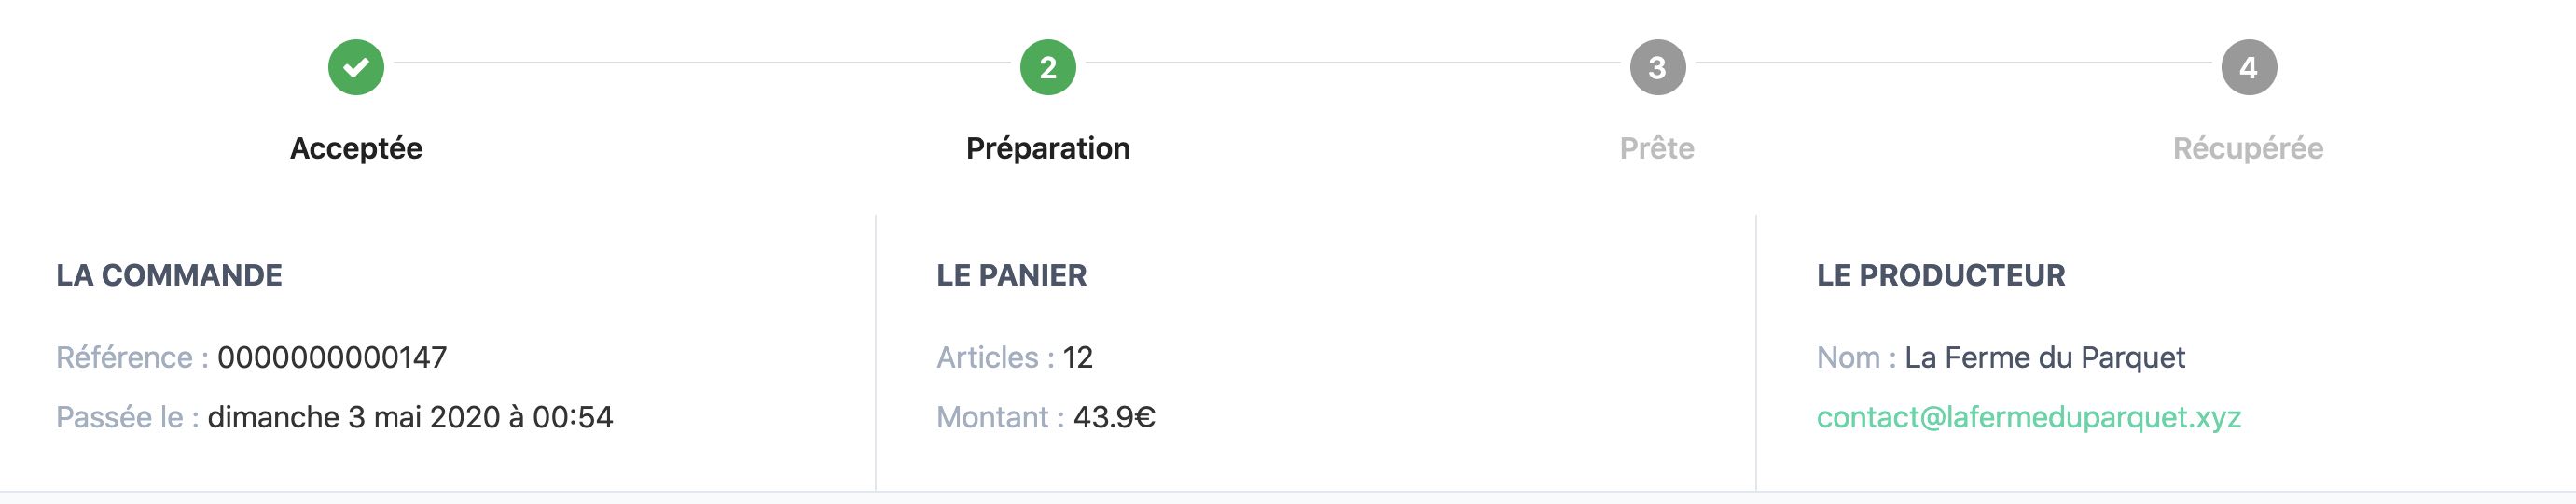 2
3
4
Acceptée
Préparation
Prête
Récupérée
LA COMMANDE
Référence : 0000000000147
Passée le : dimanche 3 mai 2020 à 00:54
LE PANIER
Articles : 12
Montant : 43.9€
LE PRODUCTEUR
Nom : La Ferme du Parquet
contact@lafermeduparquet.xyz